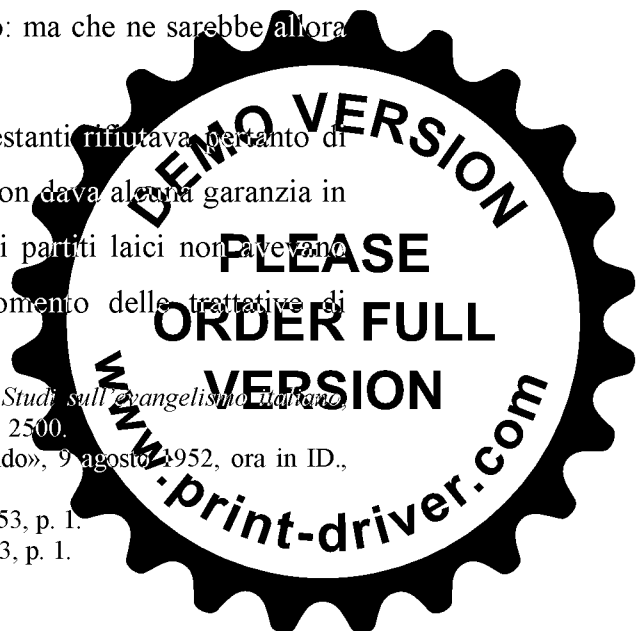 o: ma che ne sarebbe allora
estanti rifiutava pertanto di
on dava alcuna garanzia in
i partiti laici non avevano
omento delle trattative di
Studi sull'evangelismo italiano,
2500.
do», 9 agosto 1952, ora in ID.,
53, p. 1.
3, p. 1.
DEMO VERSION
PLEASE
ORDER FULL
VERSION
www.print-driver.com